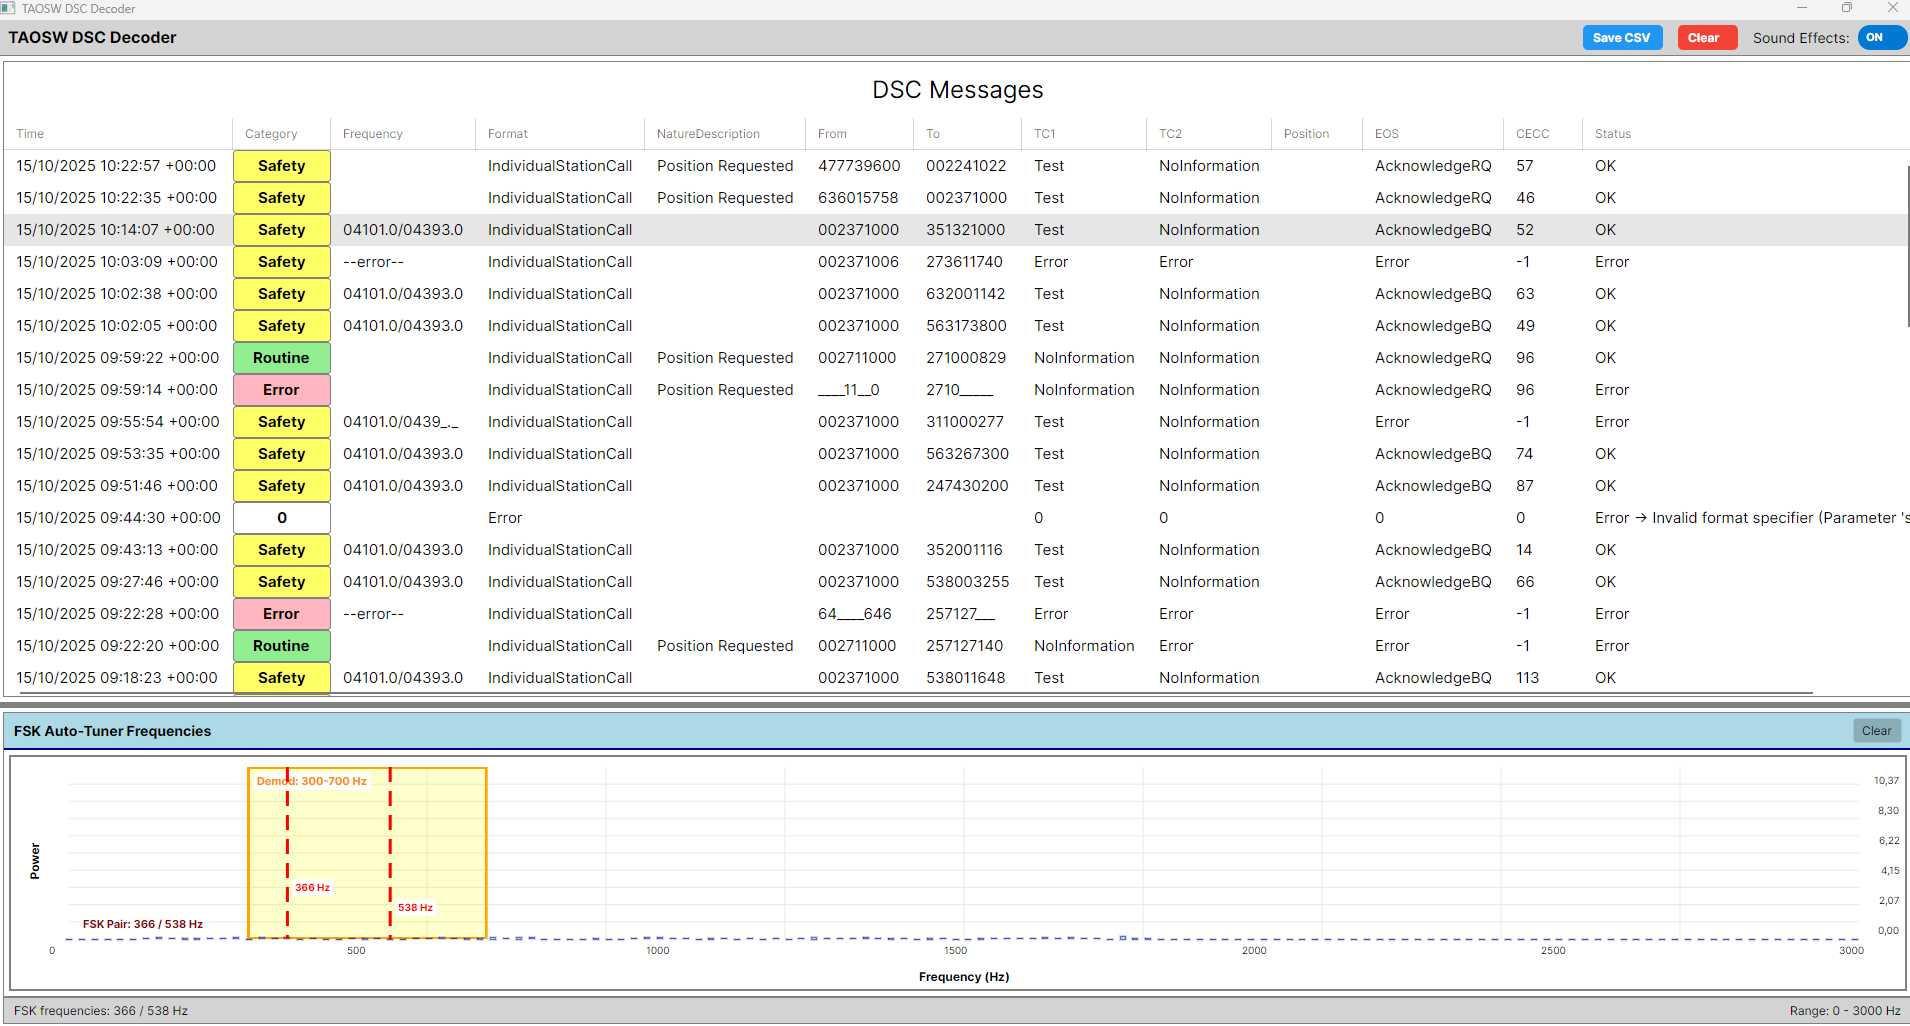 TAOSW DSC Decoder
TAOSW DSC Decoder Save CSV Clear Sound Effects: ON
DSC Messages
Time Category Frequency Format NatureDescription From To TC1 TC2 Position EOS CECC Status
15/10/2025 10:22:57 +00:00 Safety IndividualStationCall Position Requested 477739600 002241022 Test NoInformation AcknowledgeRQ 57 OK
15/10/2025 10:22:35 +00:00 Safety IndividualStationCall Position Requested 636015758 002371000 Test NoInformation AcknowledgeRQ 46 OK
15/10/2025 10:14:07 +00:00 Safety 04101.0/04393.0 IndividualStationCall 002371000 351321000 Test NoInformation AcknowledgeBQ 52 OK
15/10/2025 10:03:09 +00:00 Safety --error-- IndividualStationCall 002371006 273611740 Error Error Error -1 Error
15/10/2025 10:02:38 +00:00 Safety 04101.0/04393.0 IndividualStationCall 002371000 632001142 Test NoInformation AcknowledgeBQ 63 OK
15/10/2025 10:02:05 +00:00 Safety 04101.0/04393.0 IndividualStationCall 002371000 563173800 Test NoInformation AcknowledgeBQ 49 OK
15/10/2025 09:59:22 +00:00 Routine IndividualStationCall Position Requested 002711000 271000829 NoInformation NoInformation AcknowledgeRQ 96 OK
15/10/2025 09:59:14 +00:00 Error IndividualStationCall Position Requested ____11__0 2710_____ NoInformation NoInformation AcknowledgeRQ 96 Error
15/10/2025 09:55:54 +00:00 Safety 04101.0/0439_._ IndividualStationCall 002371000 311000277 Test NoInformation Error -1 Error
15/10/2025 09:53:35 +00:00 Safety 04101.0/04393.0 IndividualStationCall 002371000 563267300 Test NoInformation AcknowledgeBQ 74 OK
15/10/2025 09:51:46 +00:00 Safety 04101.0/04393.0 IndividualStationCall 002371000 247430200 Test NoInformation AcknowledgeBQ 87 OK
15/10/2025 09:44:30 +00:00 0 Error 0 0 0 0 Error → Invalid format specifier (Parameter 's
15/10/2025 09:43:13 +00:00 Safety 04101.0/04393.0 IndividualStationCall 002371000 352001116 Test NoInformation AcknowledgeBQ 14 OK
15/10/2025 09:27:46 +00:00 Safety 04101.0/04393.0 IndividualStationCall 002371000 538003255 Test NoInformation AcknowledgeBQ 66 OK
15/10/2025 09:22:28 +00:00 Error --error-- IndividualStationCall 64____646 257127___ Error Error Error -1 Error
15/10/2025 09:22:20 +00:00 Routine IndividualStationCall Position Requested 002711000 257127140 NoInformation Error Error -1 Error
15/10/2025 09:18:23 +00:00 Safety 04101.0/04393.0 IndividualStationCall 002371000 538011648 Test NoInformation AcknowledgeBQ 113 OK
FSK Auto-Tuner Frequencies Clear
Demod: 300-700 Hz
10,37
8,30
6,22
4,15
2,07
0,00
Power
366 Hz
538 Hz
FSK Pair: 366 / 538 Hz
0 500 1000 1500 2000 2500 3000
Frequency (Hz)
FSK frequencies: 366 / 538 Hz Range: 0 - 3000 Hz